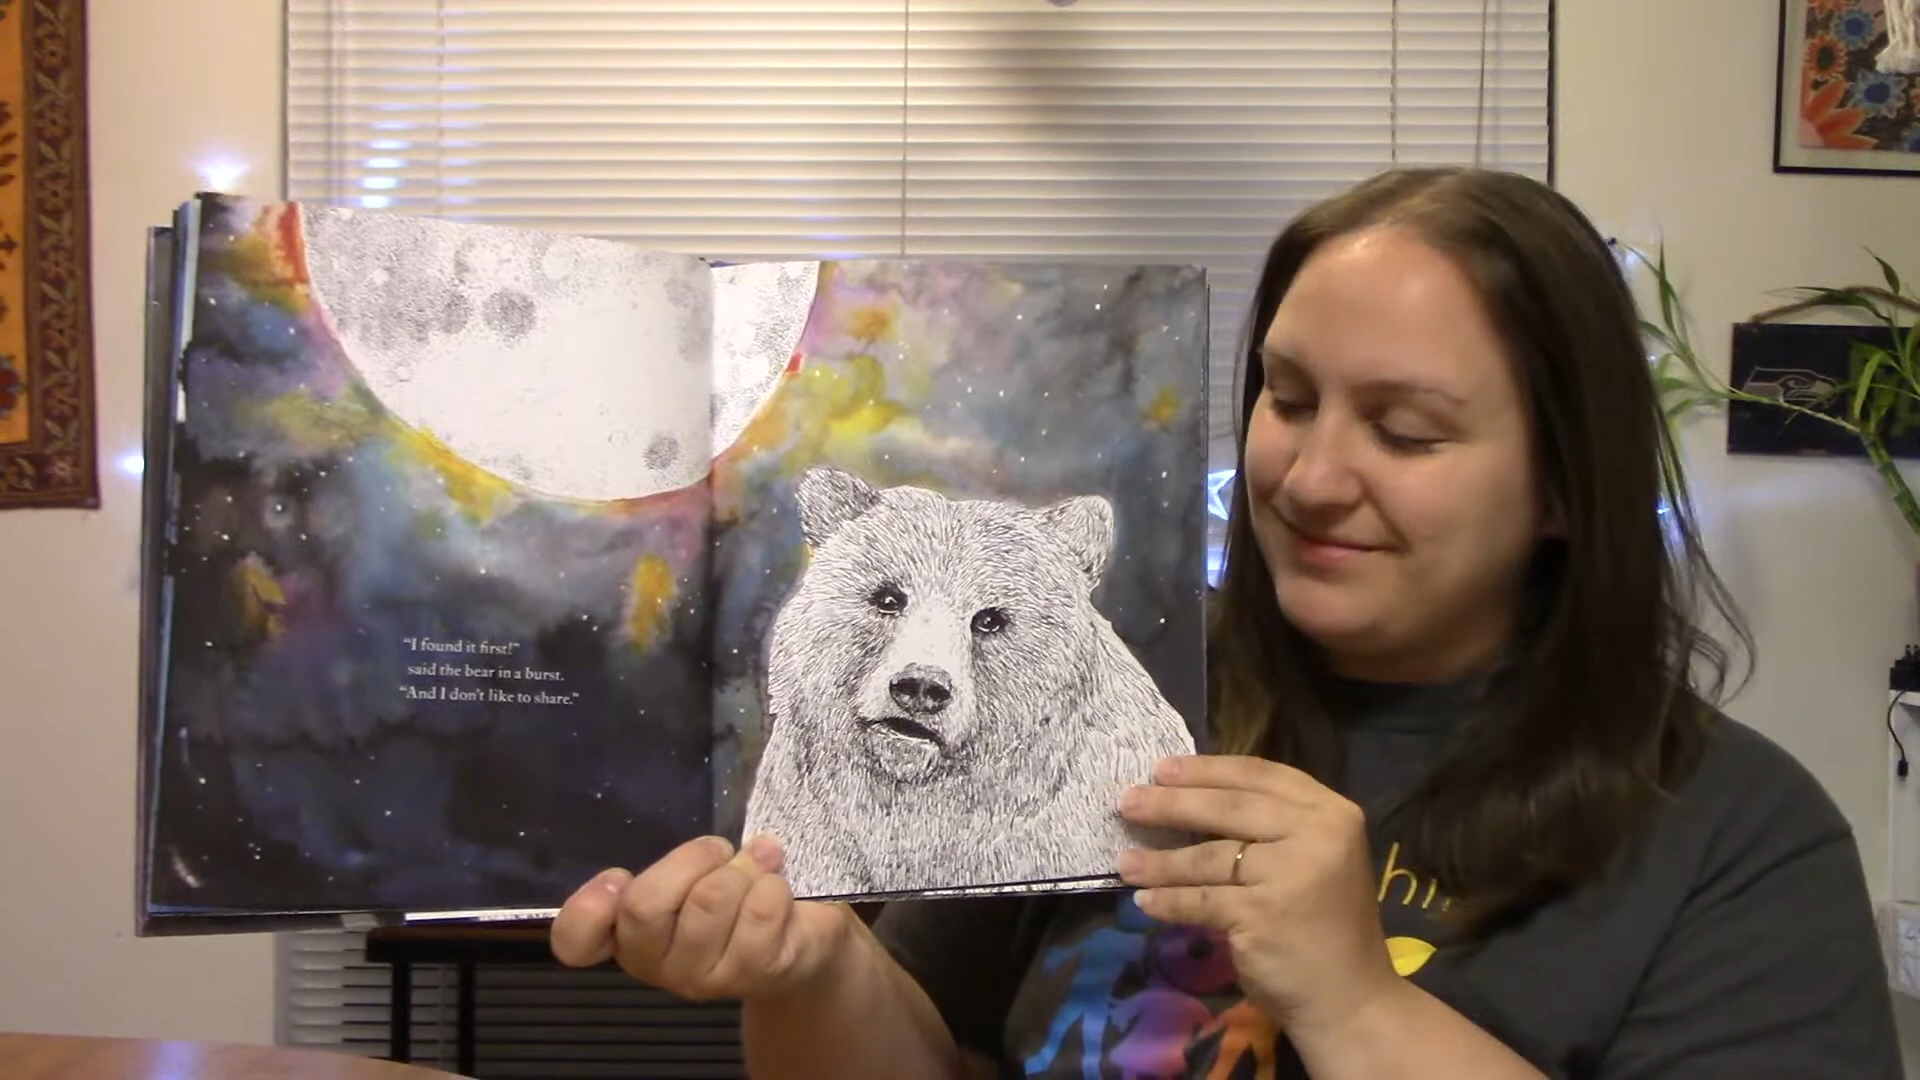 “I found it first!”
said the bear in a burst.
“And I don’t like to share.”